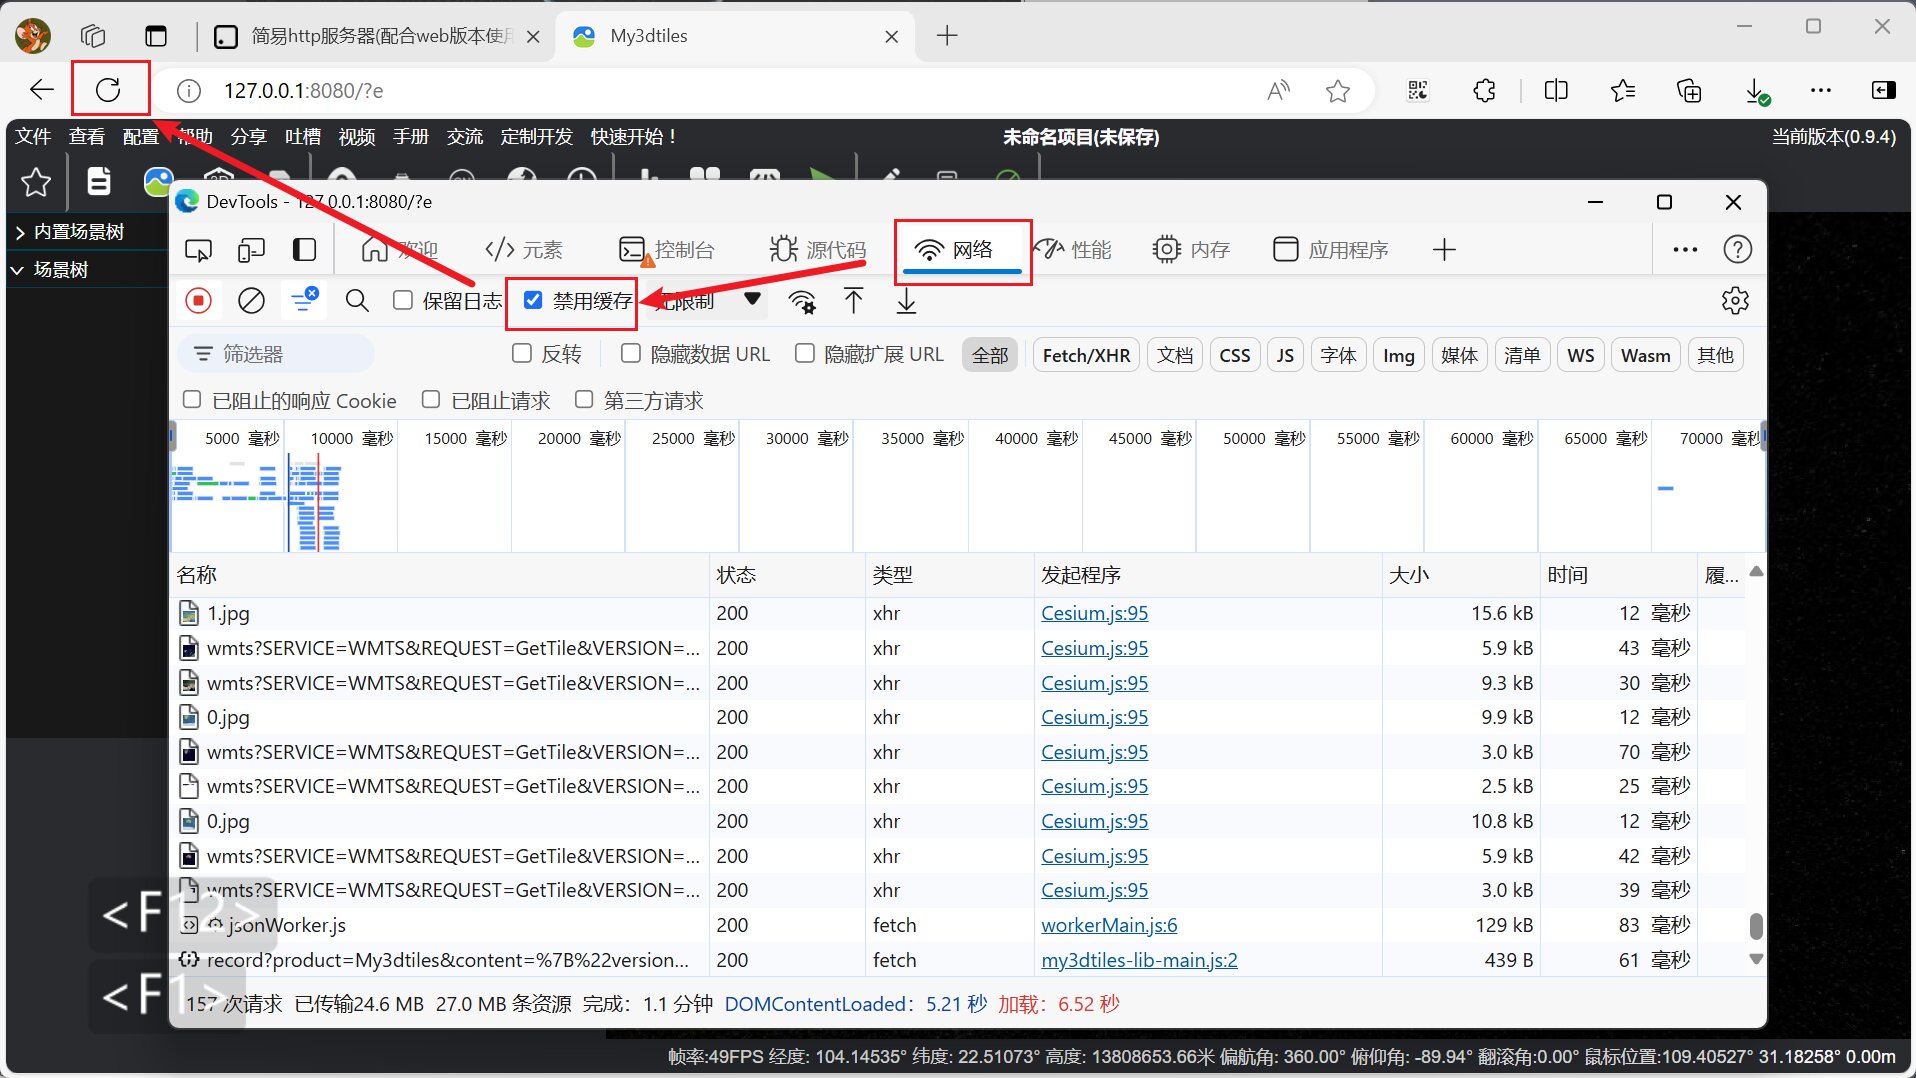 简易http服务器(配合web版本使用
My3dtiles
127.0.0.1:8080/?e
文件 查看 配置 帮助 分享 吐槽 视频 手册 交流 定制开发 快速开始！ 未命名项目(未保存) 当前版本(0.9.4)
DevTools - 127.0.0.1:8080/?e
内置场景树
场景树
欢迎 元素 控制台 源代码 网络 性能 内存 应用程序
保留日志 禁用缓存 无限制
筛选器 反转 隐藏数据 URL 隐藏扩展 URL 全部 Fetch/XHR 文档 CSS JS 字体 Img 媒体 清单 WS Wasm 其他
已阻止的响应 Cookie 已阻止请求 第三方请求
5000 毫秒 10000 毫秒 15000 毫秒 20000 毫秒 25000 毫秒 30000 毫秒 35000 毫秒 40000 毫秒 45000 毫秒 50000 毫秒 55000 毫秒 60000 毫秒 65000 毫秒 70000 毫秒
名称 状态 类型 发起程序 大小 时间 履...
1.jpg 200 xhr Cesium.js:95 15.6 kB 12 毫秒
wmts?SERVICE=WMTS&REQUEST=GetTile&VERSION=... 200 xhr Cesium.js:95 5.9 kB 43 毫秒
wmts?SERVICE=WMTS&REQUEST=GetTile&VERSION=... 200 xhr Cesium.js:95 9.3 kB 30 毫秒
0.jpg 200 xhr Cesium.js:95 9.9 kB 12 毫秒
wmts?SERVICE=WMTS&REQUEST=GetTile&VERSION=... 200 xhr Cesium.js:95 3.0 kB 70 毫秒
wmts?SERVICE=WMTS&REQUEST=GetTile&VERSION=... 200 xhr Cesium.js:95 2.5 kB 25 毫秒
0.jpg 200 xhr Cesium.js:95 10.8 kB 12 毫秒
wmts?SERVICE=WMTS&REQUEST=GetTile&VERSION=... 200 xhr Cesium.js:95 5.9 kB 42 毫秒
wmts?SERVICE=WMTS&REQUEST=GetTile&VERSION=... 200 xhr Cesium.js:95 3.0 kB 39 毫秒
<F12>
jsonWorker.js 200 fetch workerMain.js:6 129 kB 83 毫秒
record?product=My3dtiles&content=%7B%22version... 200 fetch my3dtiles-lib-main.js:2 439 B 61 毫秒
<F1>
157 次请求 已传输24.6 MB 27.0 MB 条资源 完成：1.1 分钟 DOMContentLoaded：5.21 秒 加载：6.52 秒
帧率:49FPS 经度: 104.14535° 纬度: 22.51073° 高度: 13808653.66米 偏航角: 360.00° 俯仰角: -89.94° 翻滚角:0.00° 鼠标位置:109.40527° 31.18258° 0.00m